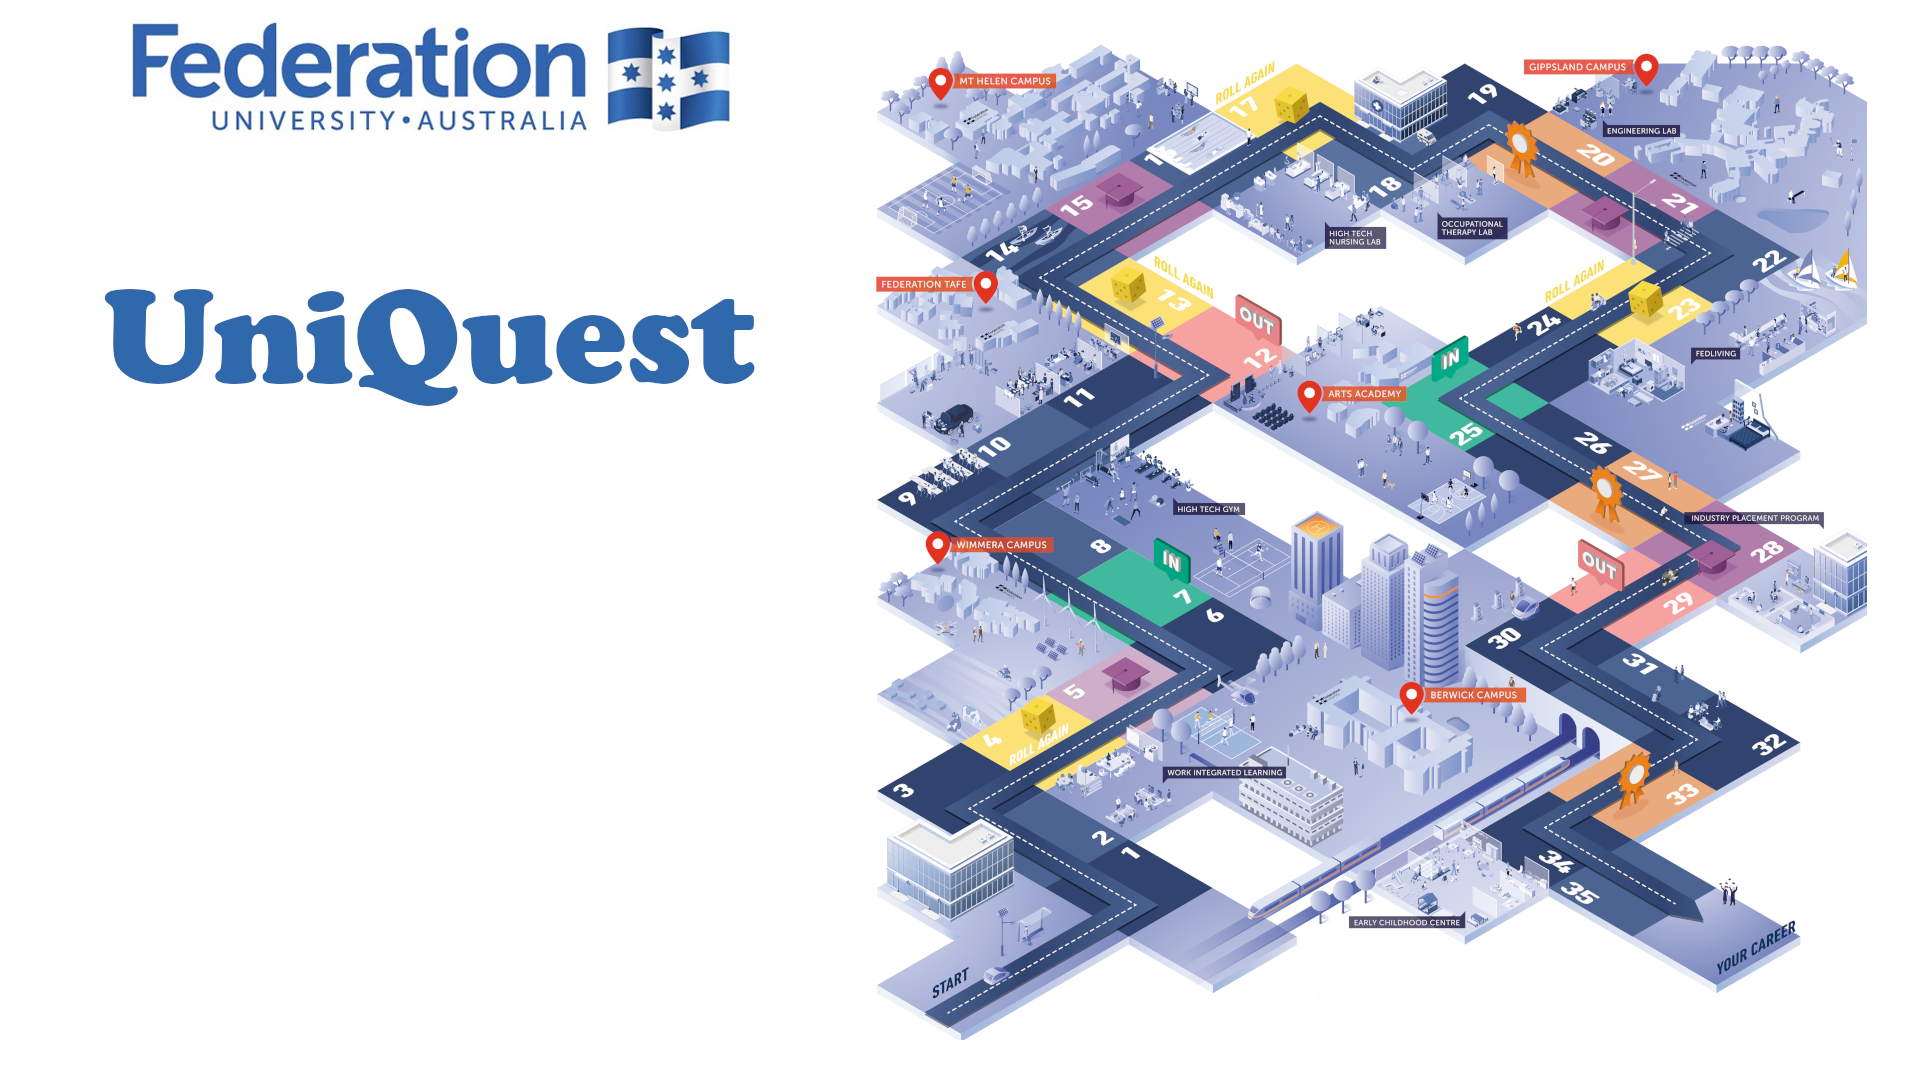 Federation
UNIVERSITY • AUSTRALIA
UniQuest
MT HELEN CAMPUS
GIPPSLAND CAMPUS
ROLL AGAIN
17
19
ENGINEERING LAB
20
15
18
21
HIGH TECH
NURSING LAB
OCCUPATIONAL
THERAPY LAB
14
22
FEDERATION TAFE
ROLL AGAIN
13
ROLL AGAIN
23
OUT
12
24
IN
FEDLIVING
ARTS ACADEMY
11
25
26
10
27
9
HIGH TECH GYM
INDUSTRY PLACEMENT PROGRAM
WIMMERA CAMPUS
8
IN
OUT
28
7
6
29
30
31
5
BERWICK CAMPUS
4
ROLL AGAIN
32
WORK INTEGRATED LEARNING
3
33
2
1
34
35
EARLY CHILDHOOD CENTRE
START
YOUR CAREER